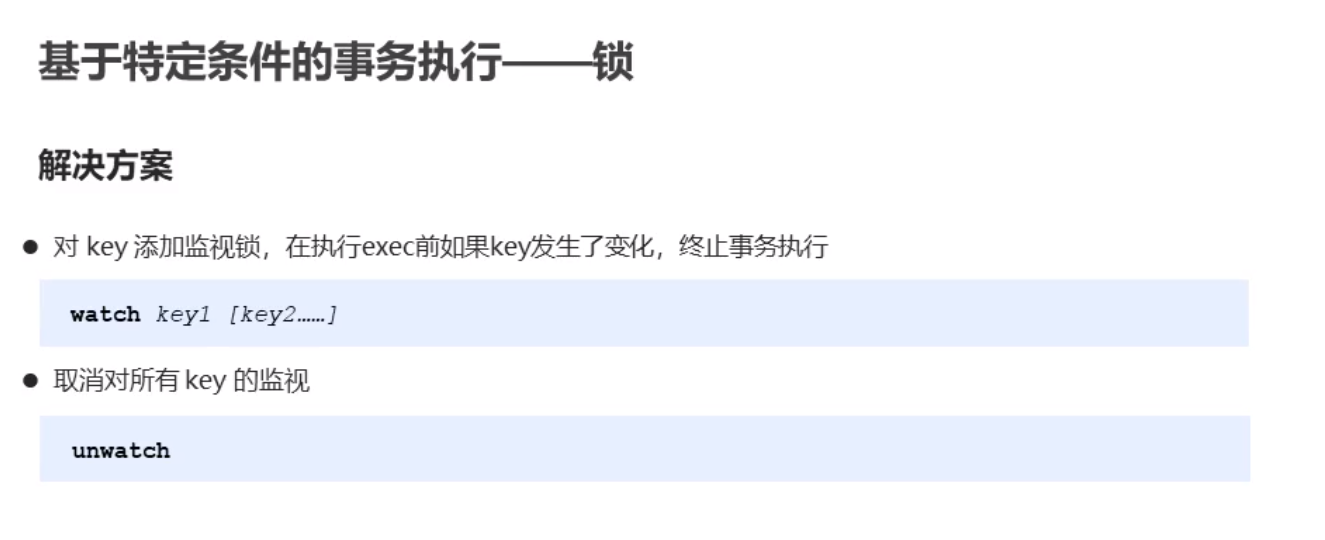 基于特定条件的事务执行——锁
解决方案
● 对 key 添加监视锁，在执行exec前如果key发生了变化，终止事务执行
watch key1 [key2……]
● 取消对所有 key 的监视
unwatch